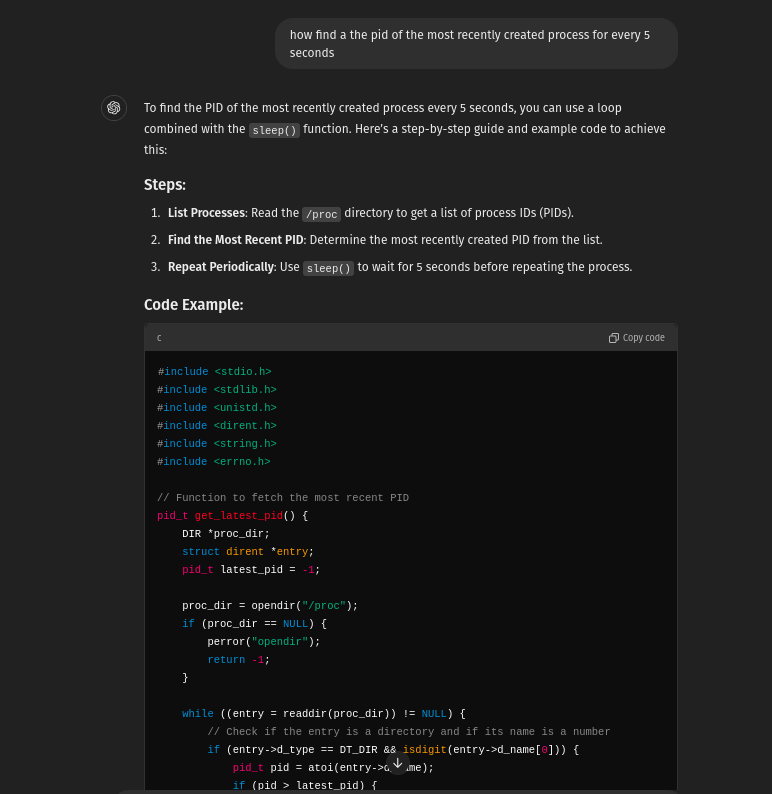 how find a the pid of the most recently created process for every 5
seconds
To find the PID of the most recently created process every 5 seconds, you can use a loop
combined with the sleep() function. Here's a step-by-step guide and example code to achieve
this:
Steps:
1. List Processes: Read the /proc directory to get a list of process IDs (PIDs).
2. Find the Most Recent PID: Determine the most recently created PID from the list.
3. Repeat Periodically: Use sleep() to wait for 5 seconds before repeating the process.
Code Example:
c Copy code
#include <stdio.h>
#include <stdlib.h>
#include <unistd.h>
#include <dirent.h>
#include <string.h>
#include <errno.h>
// Function to fetch the most recent PID
pid_t get_latest_pid() {
    DIR *proc_dir;
    struct dirent *entry;
    pid_t latest_pid = -1;
    proc_dir = opendir("/proc");
    if (proc_dir == NULL) {
        perror("opendir");
        return -1;
    }
    while ((entry = readdir(proc_dir)) != NULL) {
        // Check if the entry is a directory and if its name is a number
        if (entry->d_type == DT_DIR && isdigit(entry->d_name[0])) {
            pid_t pid = atoi(entry->d_name);
            if (pid > latest_pid) {